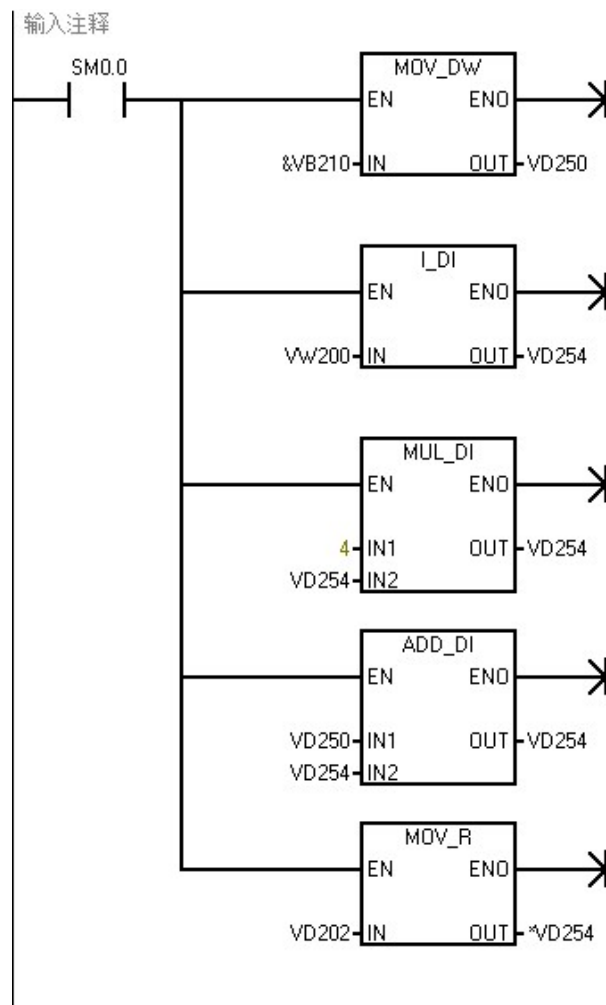 输入注释
SM0.0
MOV_DW
EN ENO
&VB210 IN OUT VD250
I_DI
EN ENO
VW200 IN OUT VD254
MUL_DI
EN ENO
4 IN1 OUT VD254
VD254 IN2
ADD_DI
EN ENO
VD250 IN1 OUT VD254
VD254 IN2
MOV_R
EN ENO
VD202 IN OUT *VD254